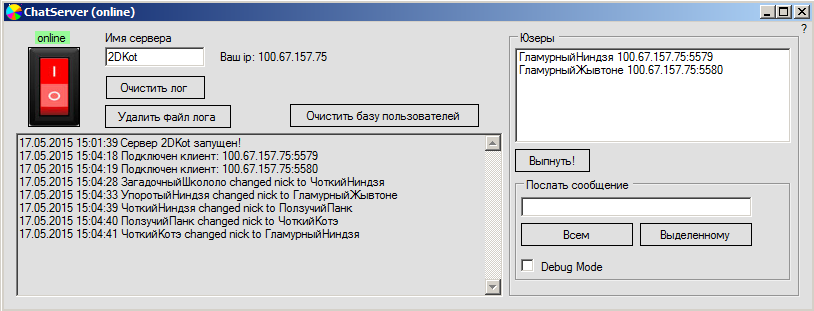 ChatServer (online)
?
online
Имя сервера
2DKot
Ваш ip: 100.67.157.75
Очистить лог
Удалить файл лога
Очистить базу пользователей
17.05.2015 15:01:39 Сервер 2DKot запущен!
17.05.2015 15:04:18 Подключен клиент: 100.67.157.75:5579
17.05.2015 15:04:19 Подключен клиент: 100.67.157.75:5580
17.05.2015 15:04:28 ЗагадочныйШкололо changed nick to ЧоткийНиндзя
17.05.2015 15:04:33 УпоротыйНиндзя changed nick to ГламурныйЖывтоне
17.05.2015 15:04:39 ЧоткийНиндзя changed nick to ПолзучийПанк
17.05.2015 15:04:40 ПолзучийПанк changed nick to ЧоткийКотэ
17.05.2015 15:04:41 ЧоткийКотэ changed nick to ГламурныйНиндзя
Юзеры
ГламурныйНиндзя 100.67.157.75:5579
ГламурныйЖывтоне 100.67.157.75:5580
Выпнуть!
Послать сообщение
Всем
Выделенному
Debug Mode